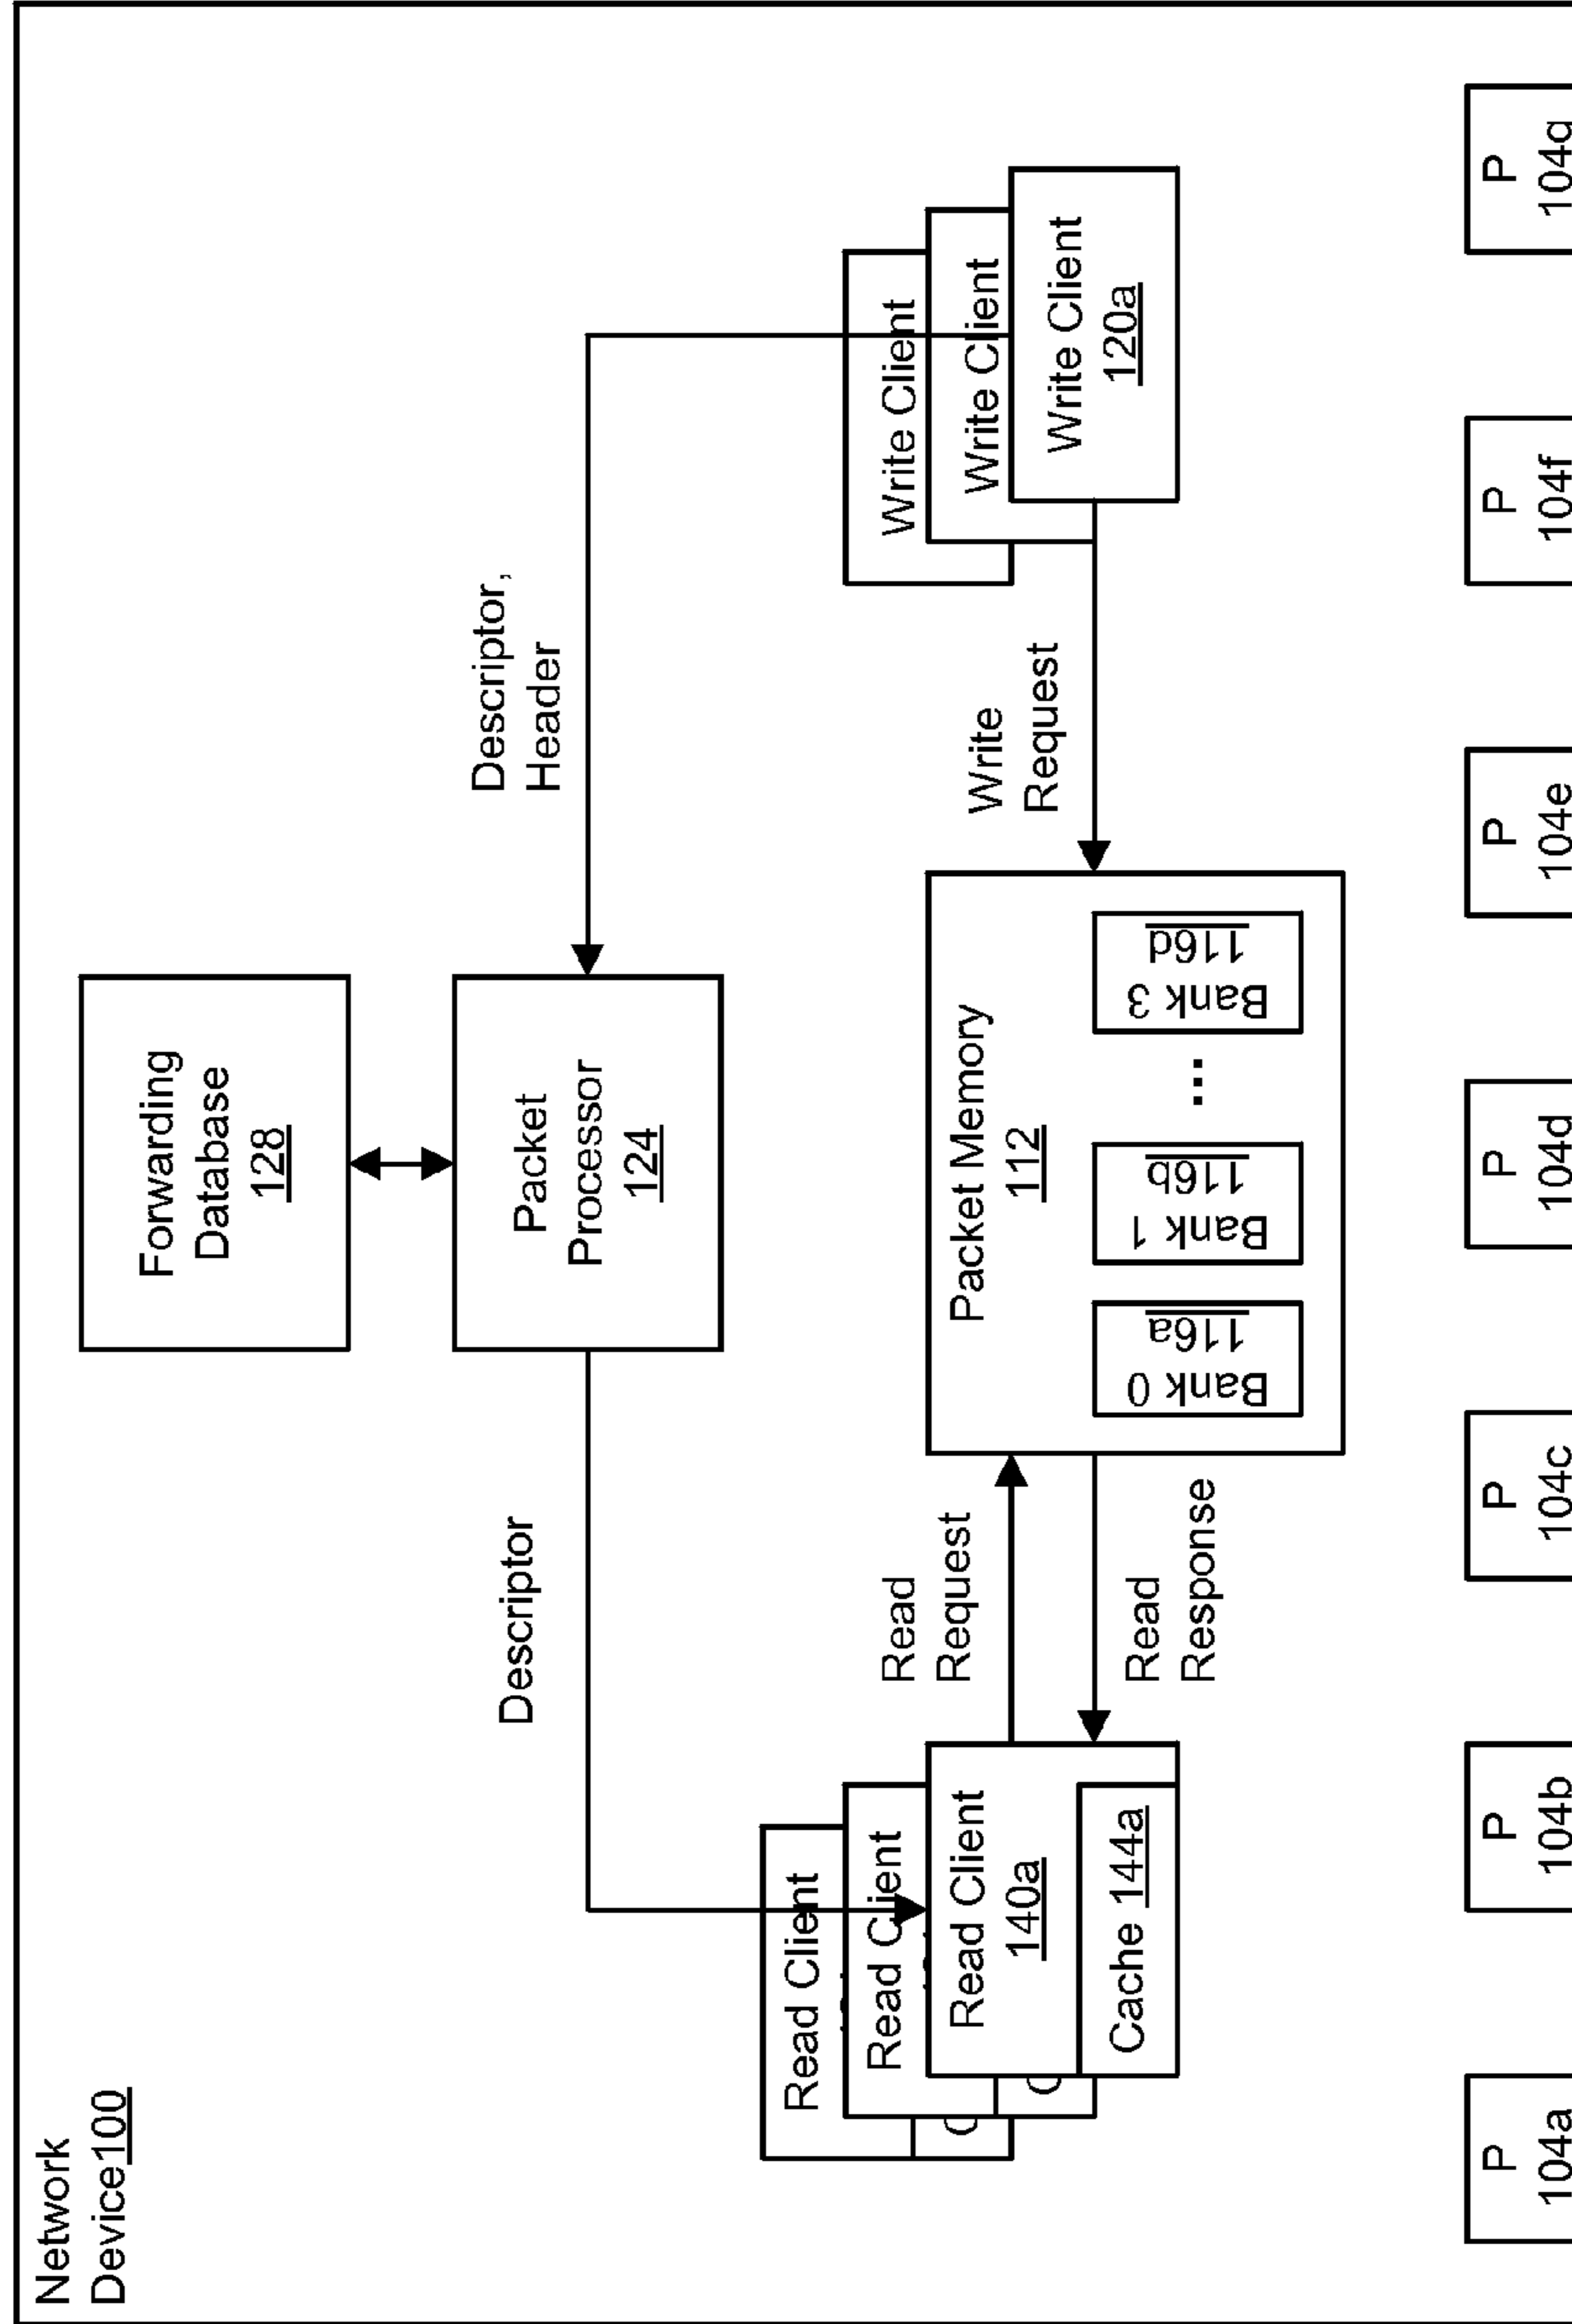 Network
Device100
Forwarding
Database
128
Packet
Processor
124
Descriptor
Descriptor,
Header
Read Client
Read Client
Read Client
140a
Cache 144a
Read
Request
Read
Response
Packet Memory
112
Bank 0
116a
Bank 1
116b
...
Bank 3
116d
Write
Request
Write Client
Write Client
Write Client
120a
P
104a
P
104b
P
104c
P
104d
P
104e
P
104f
P
104g